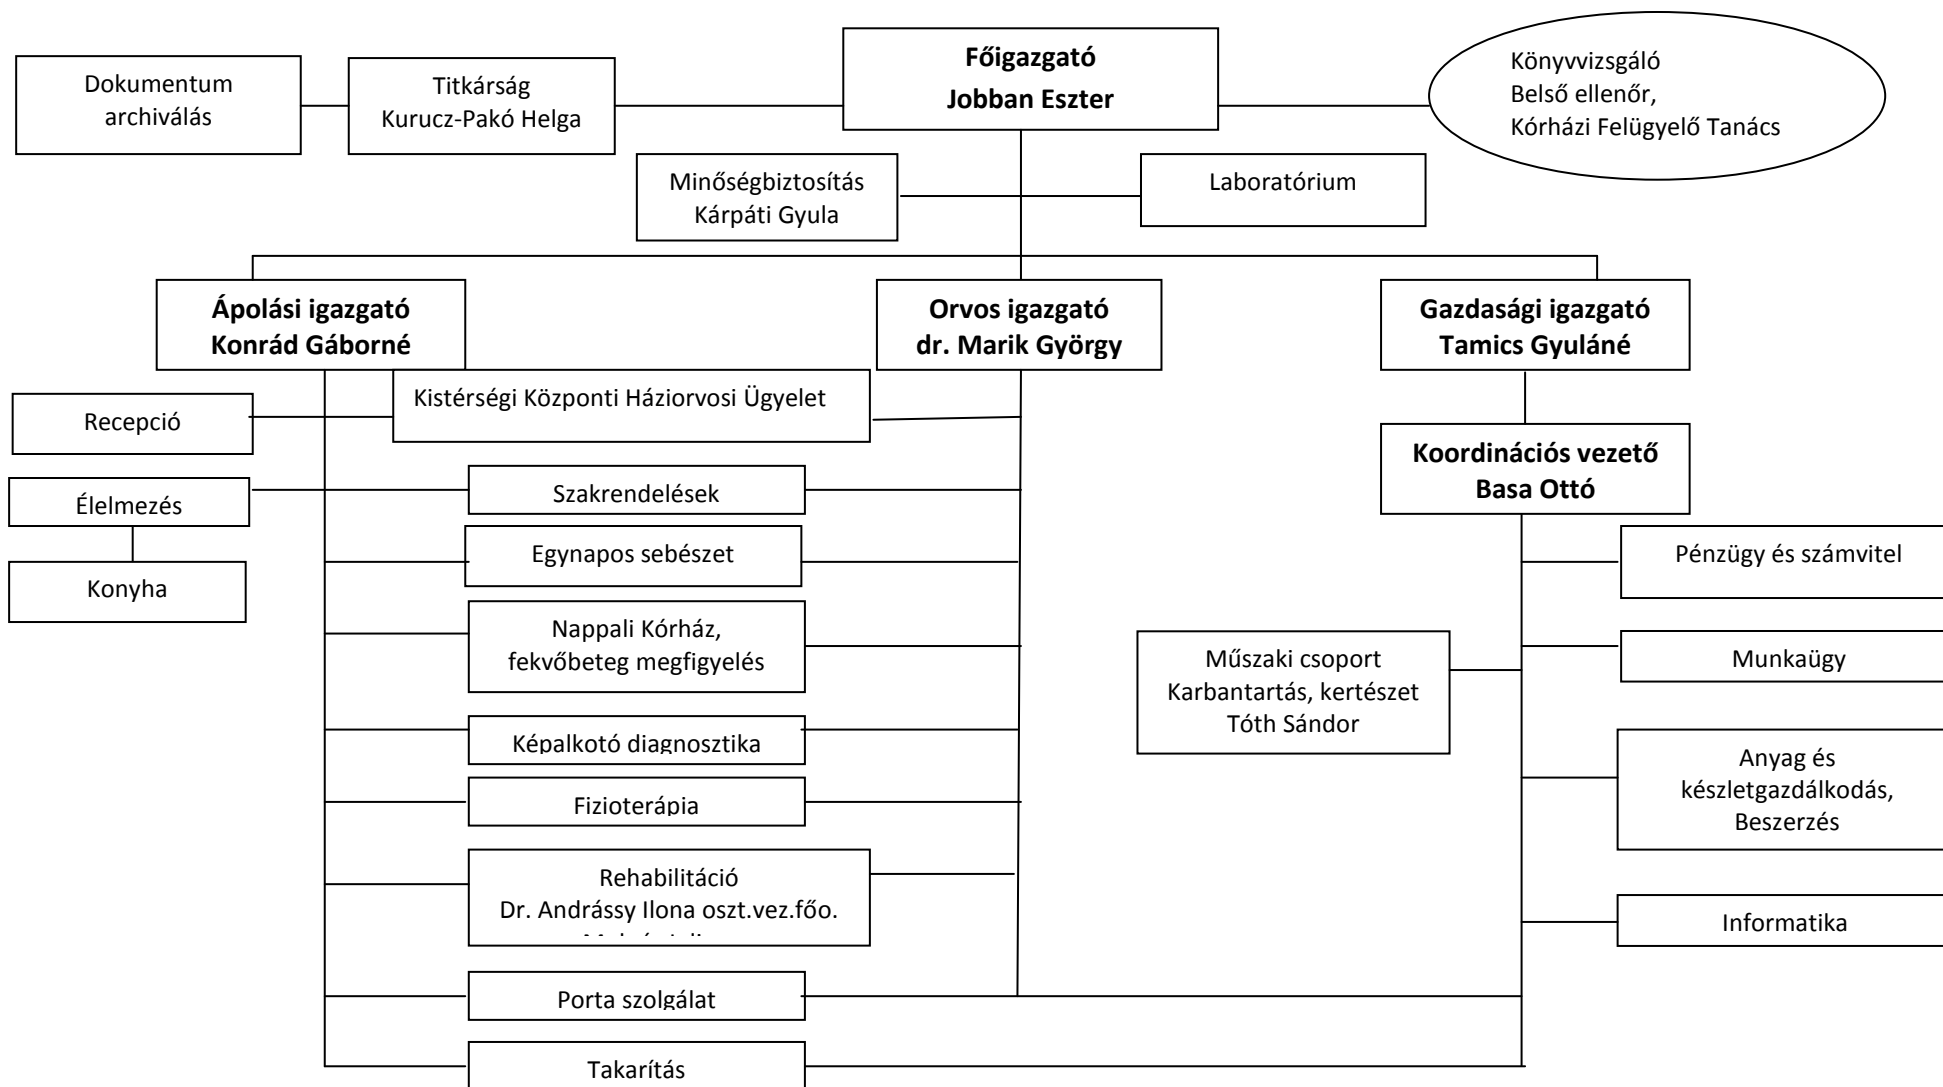 Főigazgató
Jobban Eszter
Dokumentum
archiválás
Titkárság
Kurucz-Pakó Helga
Könyvvizsgáló
Belső ellenőr,
Kórházi Felügyelő Tanács
Minőségbiztosítás
Kárpáti Gyula
Laboratórium
Ápolási igazgató
Konrád Gáborné
Orvos igazgató
dr. Marik György
Gazdasági igazgató
Tamics Gyuláné
Recepció
Kistérségi Központi Háziorvosi Ügyelet
Koordinációs vezető
Basa Ottó
Élelmezés
Szakrendelések
Konyha
Egynapos sebészet
Pénzügy és számvitel
Nappali Kórház,
fekvőbeteg megfigyelés
Műszaki csoport
Karbantartás, kertészet
Tóth Sándor
Munkaügy
Képalkotó diagnosztika
Anyag és
készletgazdálkodás,
Beszerzés
Fizioterápia
Rehabilitáció
Dr. Andrássy Ilona oszt.vez.főo.
Informatika
Porta szolgálat
Takarítás